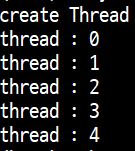 create Thread
thread : 0
thread : 1
thread : 2
thread : 3
thread : 4